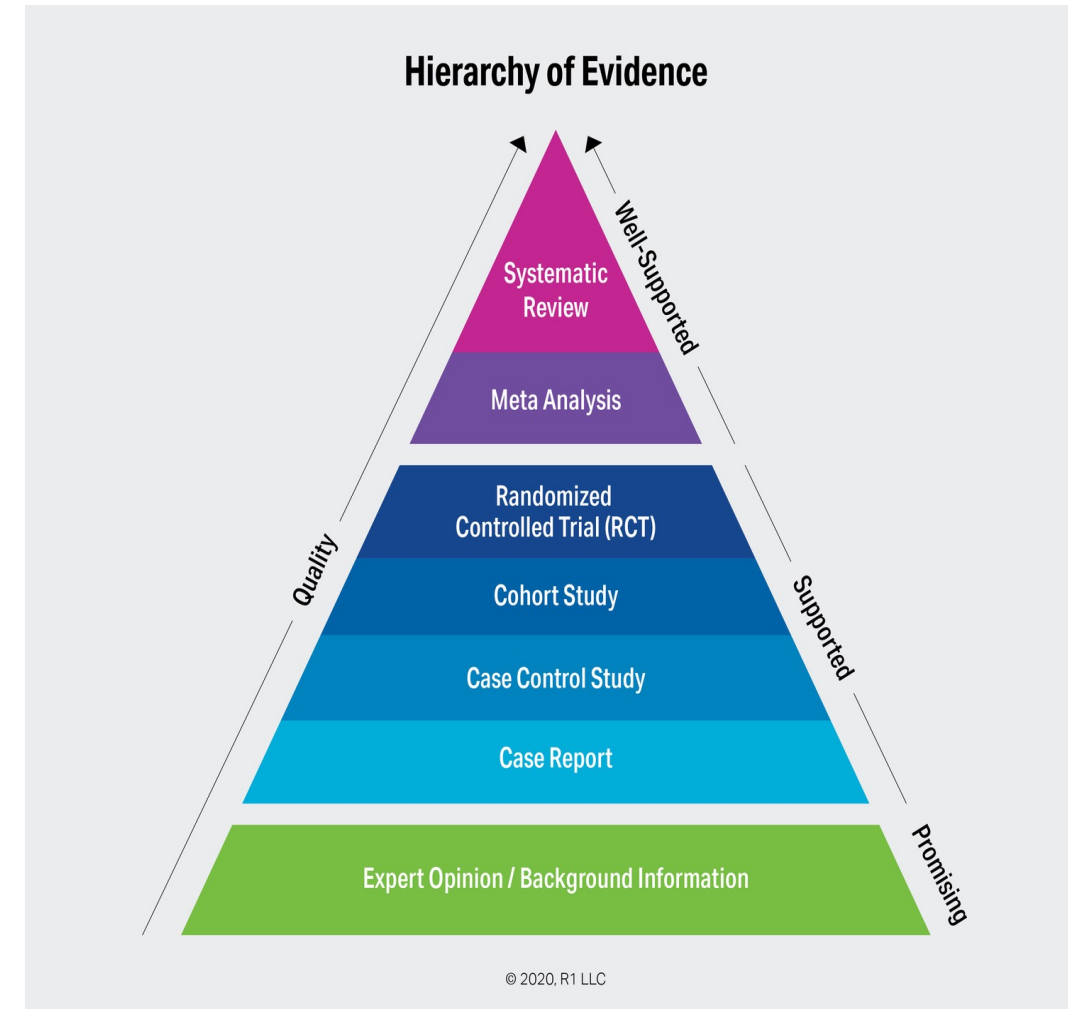 Hierarchy of Evidence
Well-Supported
Systematic
Review
Meta Analysis
Randomized
Controlled Trial (RCT)
Quality
Cohort Study
Supported
Case Control Study
Case Report
Promising
Expert Opinion / Background Information
© 2020, R1 LLC